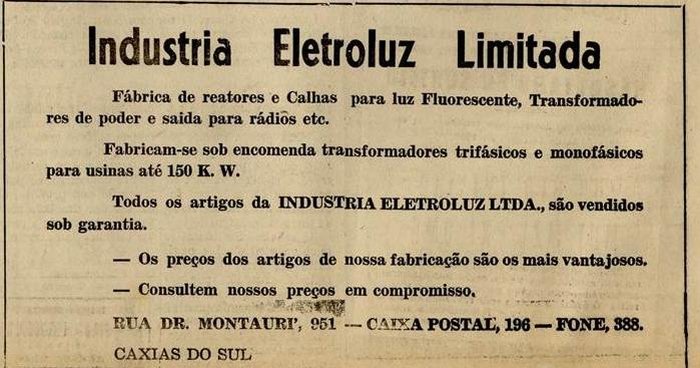 Industria Eletroluz Limitada
Fábrica de reatores e Calhas para luz Fluorescente, Transformado-
res de poder e saida para rádios etc.
Fabricam-se sob encomenda transformadores trifásicos e monofásicos
para usinas até 150 K. W.
Todos os artigos da INDUSTRIA ELETROLUZ LTDA., são vendidos
sob garantia.
— Os preços dos artigos de nossa fabricação são os mais vantajosos.
— Consultem nossos preços em compromisso.
RUA DR. MONTAURI', 951 — CAIXA POSTAL, 196 — FONE, 388.
CAXIAS DO SUL